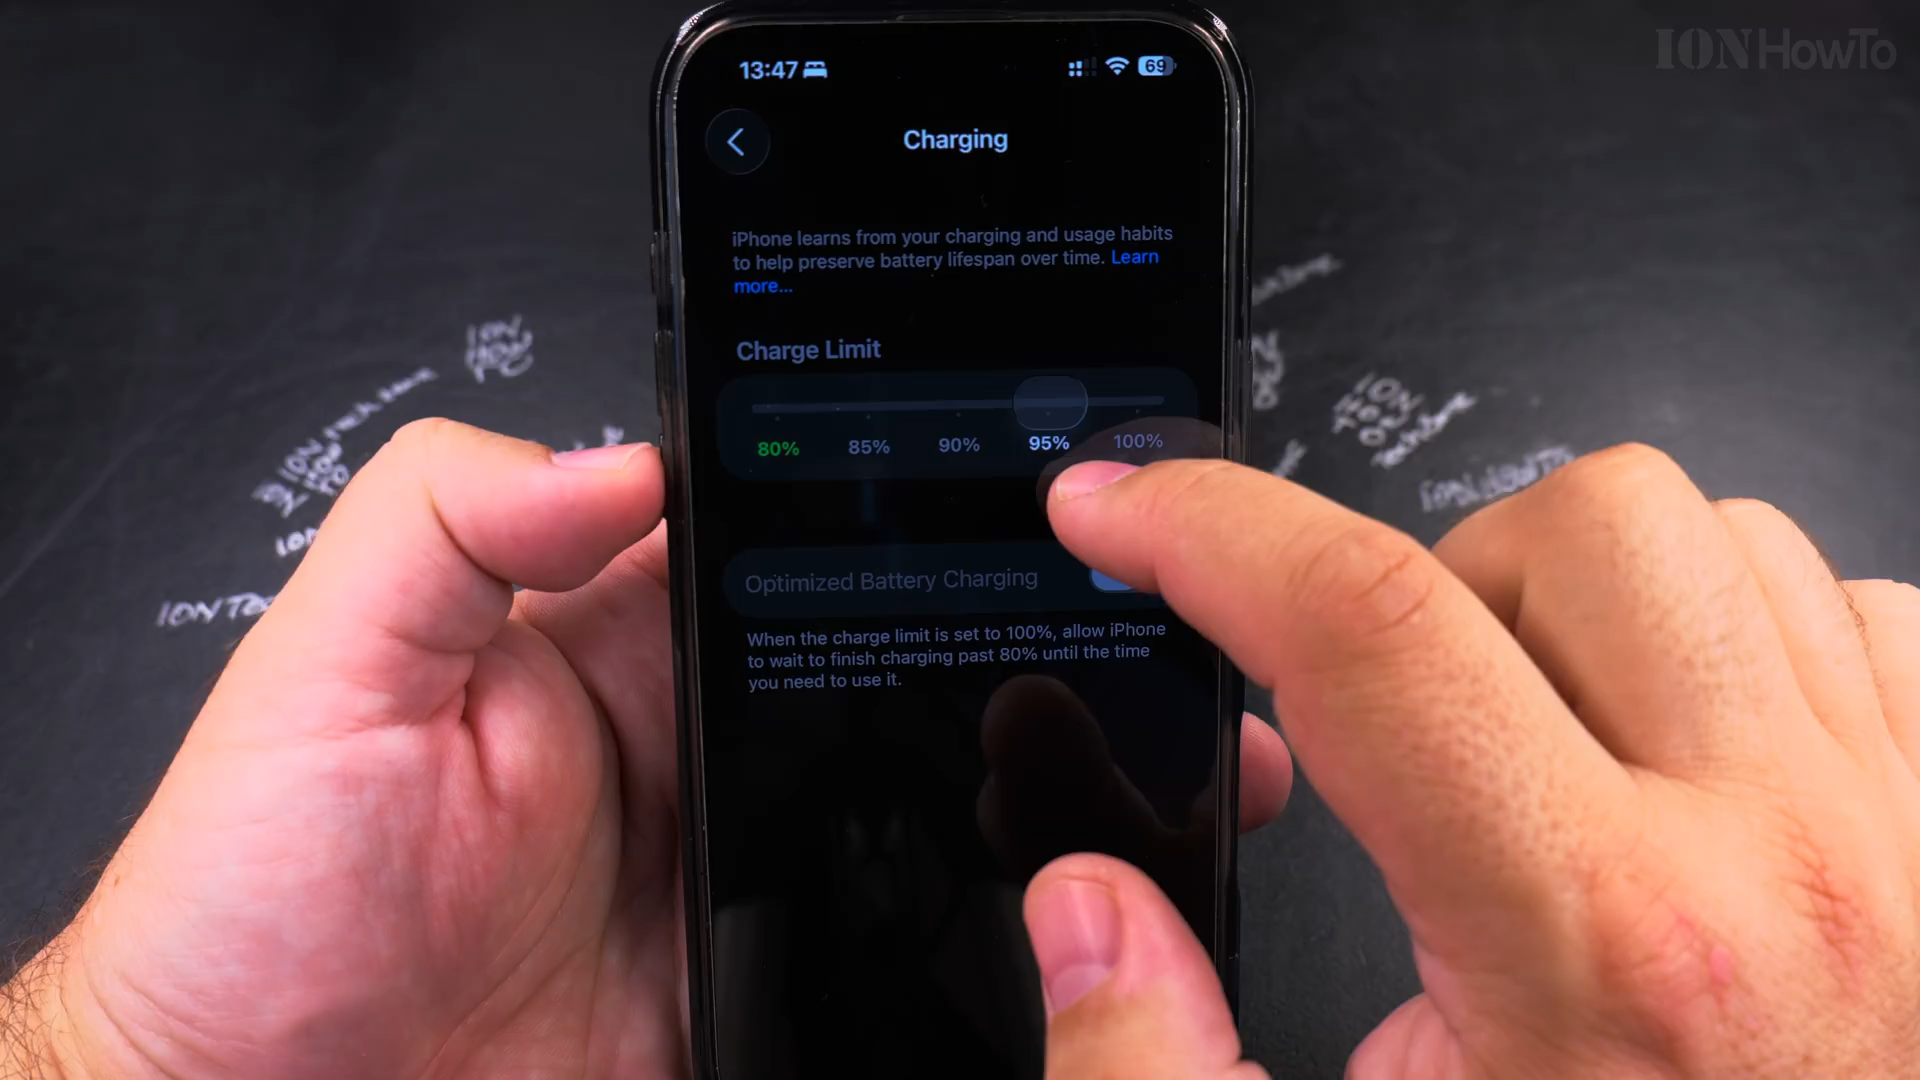 ION HowTo
13:47
69
Charging
iPhone learns from your charging and usage habits
to help preserve battery lifespan over time. Learn
more...
Charge Limit
80% 85% 90% 95% 100%
Optimized Battery Charging
When the charge limit is set to 100%, allow iPhone
to wait to finish charging past 80% until the time
you need to use it.